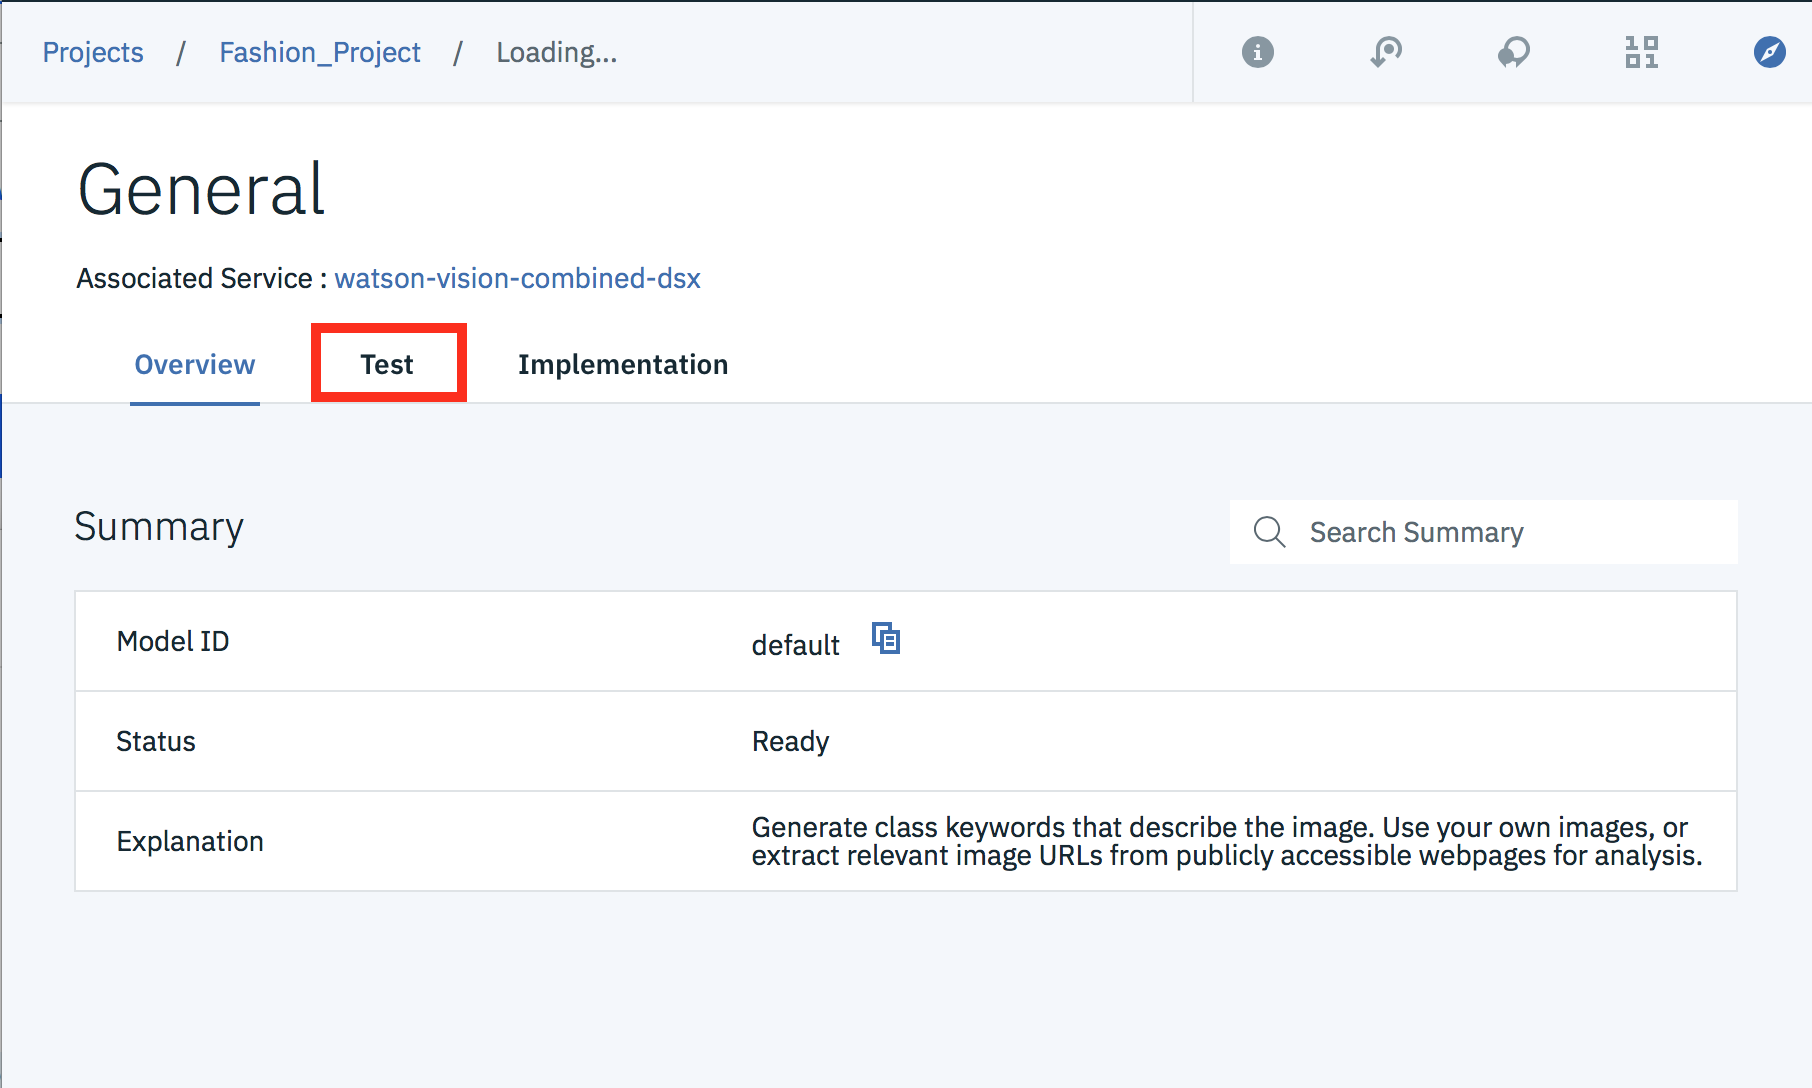 Projects / Fashion_Project / Loading...
General
Associated Service : watson-vision-combined-dsx
Overview Test Implementation
Summary
Search Summary
Model ID default
Status Ready
Explanation
Generate class keywords that describe the image. Use your own images, or
extract relevant image URLs from publicly accessible webpages for analysis.